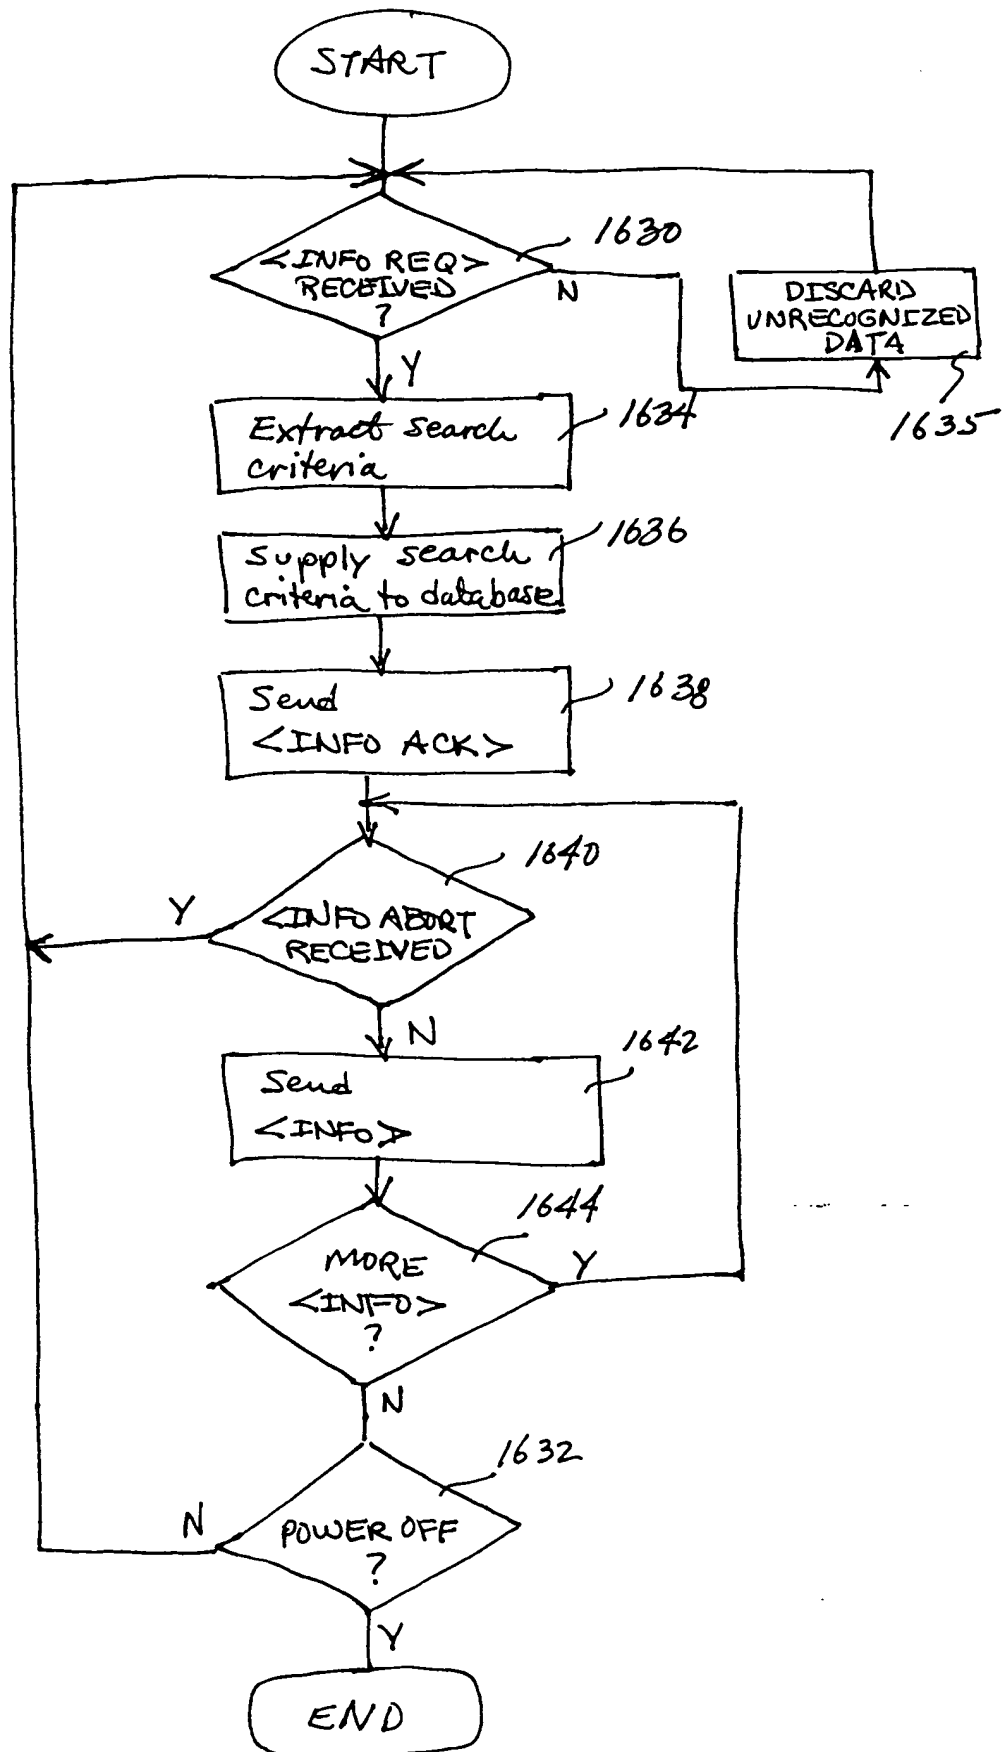 START
1630
<INFO REQ>
RECEIVED
?
N
DISCARD
UNRECOGNIZED
DATA
1635
Y
1634
Extract search
criteria
1636
Supply search
criteria to database
1638
Send
<INFO ACK>
1640
Y
<INFO ABORT
RECEIVED
N
1642
Send
<INFO>
1644
MORE
<INFO>
?
Y
N
1632
N
POWER OFF
?
Y
END